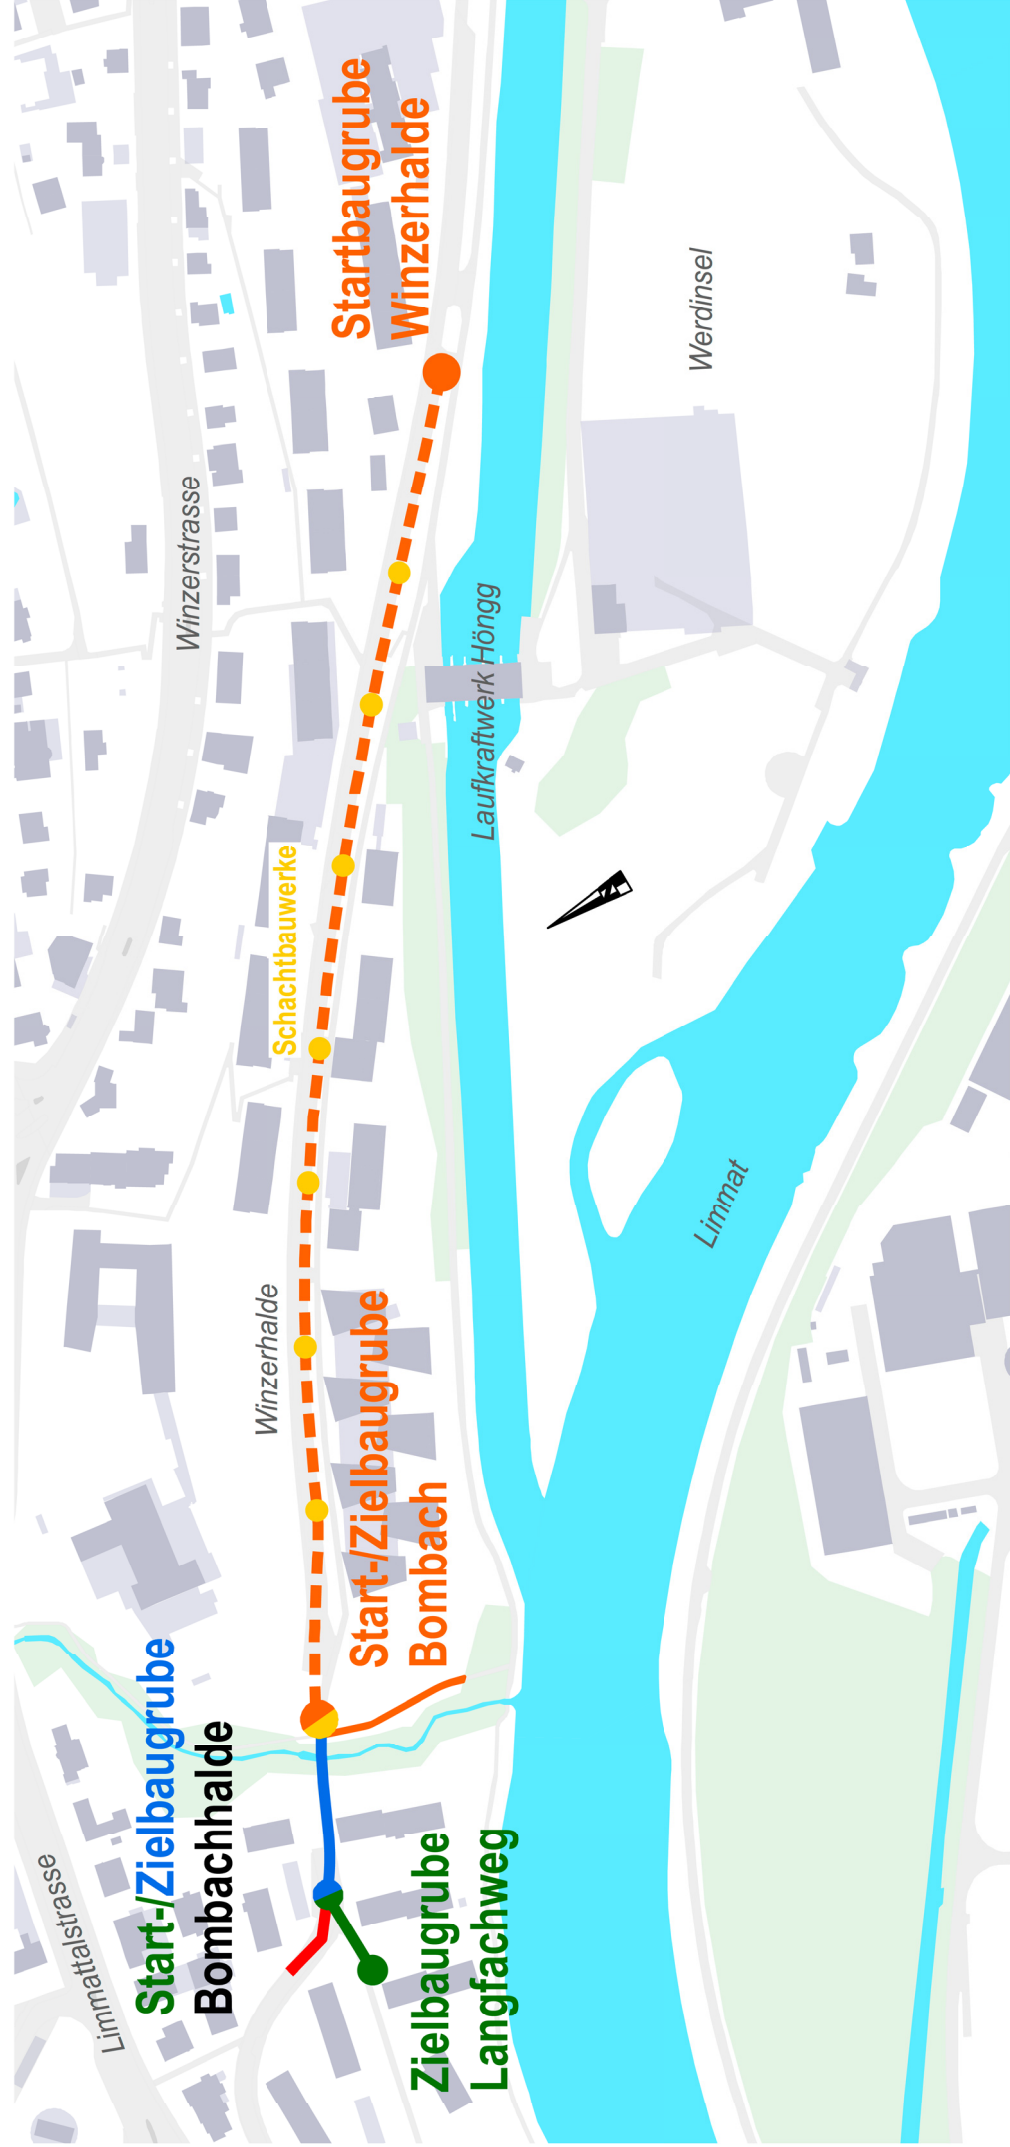 Limmattalstrasse
Start-/Zielbaugrube
Bombachhalde
Winzerstrasse
Winzerhalde
Schachtbauwerke
Startbaugrube
Winzerhalde
Start-/Zielbaugrube
Bombach
Zielbaugrube
Langfachweg
Laufkraftwerk Höngg
N
Werdinsel
Limmat